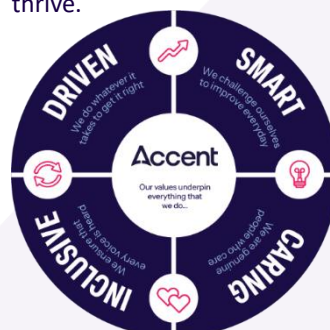 thrive.
DRIVEN
We do whatever it
takes to get it right
SMART
We challenge ourselves
to improve everyday
Accent
Our values underpin
everything that
we do...
INCLUSIVE
We ensure that
every voice is heard
CARING
We are genuine
people who care